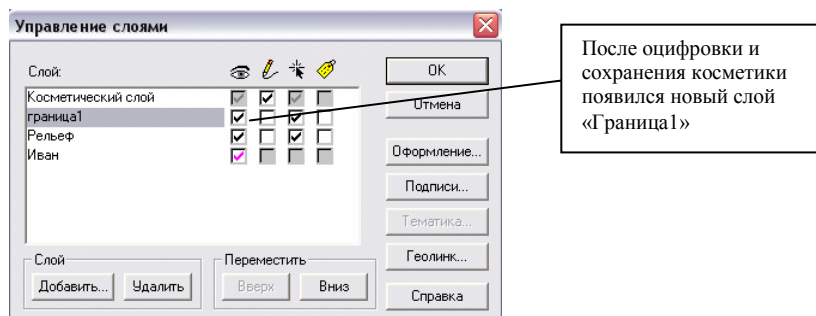 Управление слоями
Слой:
OK
Косметический слой
граница1
Рельеф
Иван
Отмена
Оформление...
Подписи...
Тематика...
Геолинк...
Справка
Слой
Добавить...
Удалить
Переместить
Вверх
Вниз
После оцифровки и
сохранения косметики
появился новый слой
«Граница1»